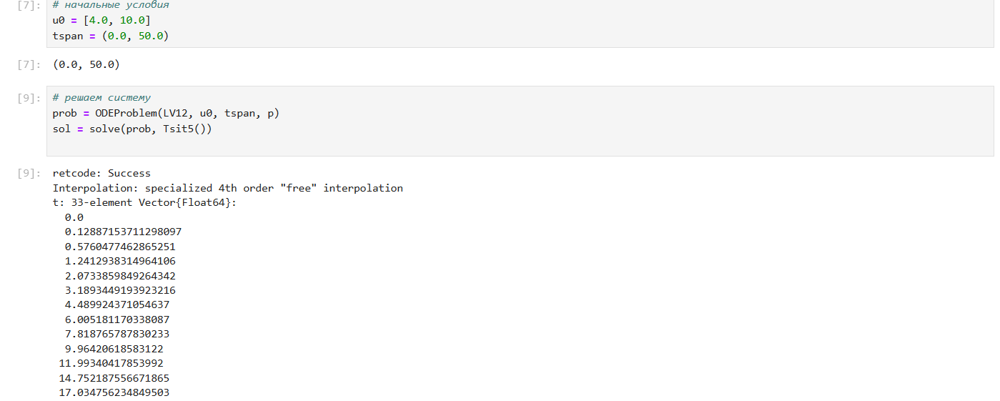 [7]: # начальные условия
u0 = [4.0, 10.0]
tspan = (0.0, 50.0)
[7]: (0.0, 50.0)
[9]: # решаем систему
prob = ODEProblem(LV12, u0, tspan, p)
sol = solve(prob, Tsit5())
[9]: retcode: Success
Interpolation: specialized 4th order "free" interpolation
t: 33-element Vector{Float64}:
0.0
0.12887153711298097
0.5760477462865251
1.2412938314964106
2.0733859849264342
3.1893449193923216
4.489924371054637
6.005181170338087
7.818765787830233
9.96420618583122
11.99340417853992
14.752187556671865
17.034756234849503